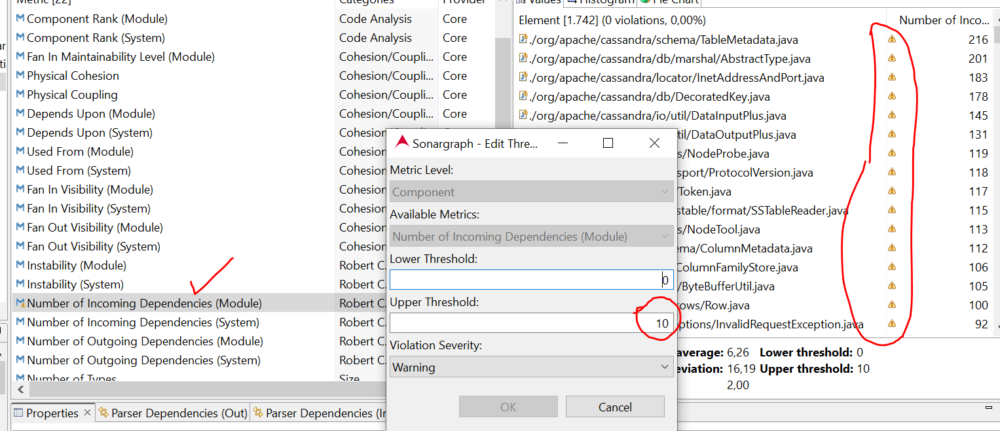 Metric [22] Categories Provider
Component Rank (Module) Code Analysis Core
Component Rank (System) Code Analysis Core
Fan In Maintainability Level (Module) Cohesion/Coupli... Core
Physical Cohesion Cohesion/Coupli... Core
Physical Coupling Cohesion/Coupli... Core
Depends Upon (Module) Cohesion/Coupli... Core
Depends Upon (System) Cohesion/
Used From (Module) Cohesion
Used From (System) Cohesion
Fan In Visibility (Module) Cohesion
Fan In Visibility (System) Cohesion
Fan Out Visibility (Module) Cohesion
Fan Out Visibility (System) Cohesion
Instability (Module) Robert C.
Instability (System) Robert C.
Number of Incoming Dependencies (Module) Robert C.
Number of Incoming Dependencies (System) Robert C.
Number of Outgoing Dependencies (Module) Robert C.
Number of Outgoing Dependencies (System) Robert C.
Number of Types Size
Values Histogram Pie Chart
Element [1.742] (0 violations, 0,00%) Number of Inco...
./org/apache/cassandra/schema/TableMetadata.java 216
./org/apache/cassandra/db/marshal/AbstractType.java 201
./org/apache/cassandra/locator/InetAddressAndPort.java 183
./org/apache/cassandra/db/DecoratedKey.java 178
./org/apache/cassandra/io/util/DataInputPlus.java 145
til/DataOutputPlus.java 131
s/NodeProbe.java 119
sport/ProtocolVersion.java 118
/Token.java 117
stable/format/SSTableReader.java 115
s/NodeTool.java 113
ema/ColumnMetadata.java 112
ColumnFamilyStore.java 106
/ByteBufferUtil.java 105
rows/Row.java 100
ptions/InvalidRequestException.java 92
average: 6,26 Lower threshold: 0
eviation: 16,19 Upper threshold: 10
2,00
Sonargraph - Edit Thre...
Metric Level:
Component
Available Metrics:
Number of Incoming Dependencies (Module)
Lower Threshold:
0
Upper Threshold:
10
Violation Severity:
Warning
OK Cancel
Properties Parser Dependencies (Out) Parser Dependencies (In